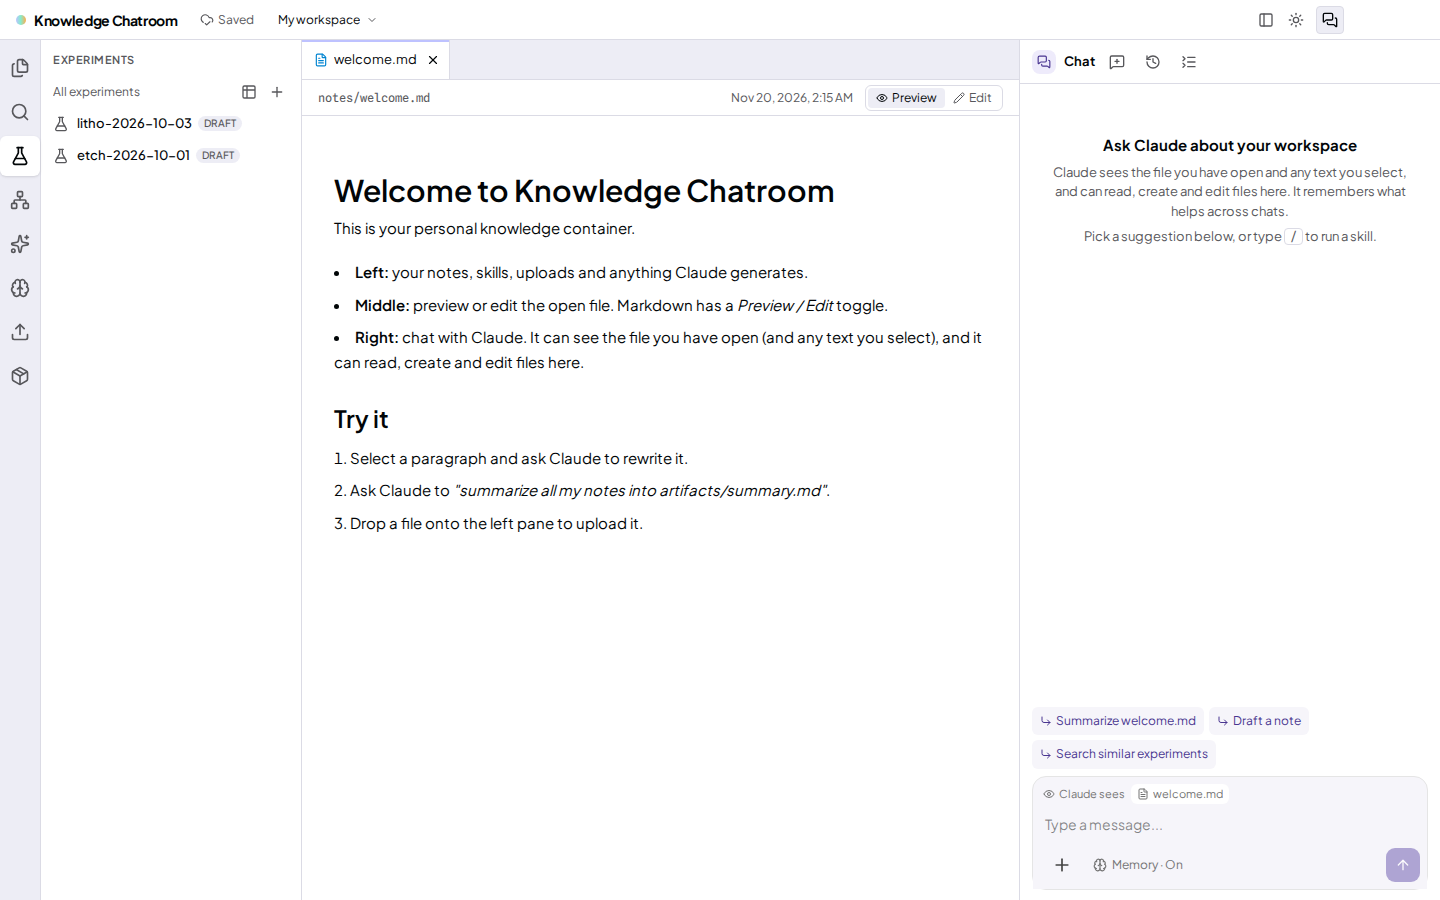 Knowledge Chatroom
Saved
My workspace
EXPERIMENTS
All experiments
litho-2026-10-03 DRAFT
etch-2026-10-01 DRAFT
welcome.md
notes/welcome.md
Nov 20, 2026, 2:15 AM
Preview
Edit
Welcome to Knowledge Chatroom
This is your personal knowledge container.
• Left: your notes, skills, uploads and anything Claude generates.
• Middle: preview or edit the open file. Markdown has a Preview / Edit toggle.
• Right: chat with Claude. It can see the file you have open (and any text you select), and it
can read, create and edit files here.
Try it
1. Select a paragraph and ask Claude to rewrite it.
2. Ask Claude to "summarize all my notes into artifacts/summary.md".
3. Drop a file onto the left pane to upload it.
Chat
Ask Claude about your workspace
Claude sees the file you have open and any text you select,
and can read, create and edit files here. It remembers what
helps across chats.
Pick a suggestion below, or type / to run a skill.
Summarize welcome.md
Draft a note
Search similar experiments
Claude sees welcome.md
Type a message...
Memory · On